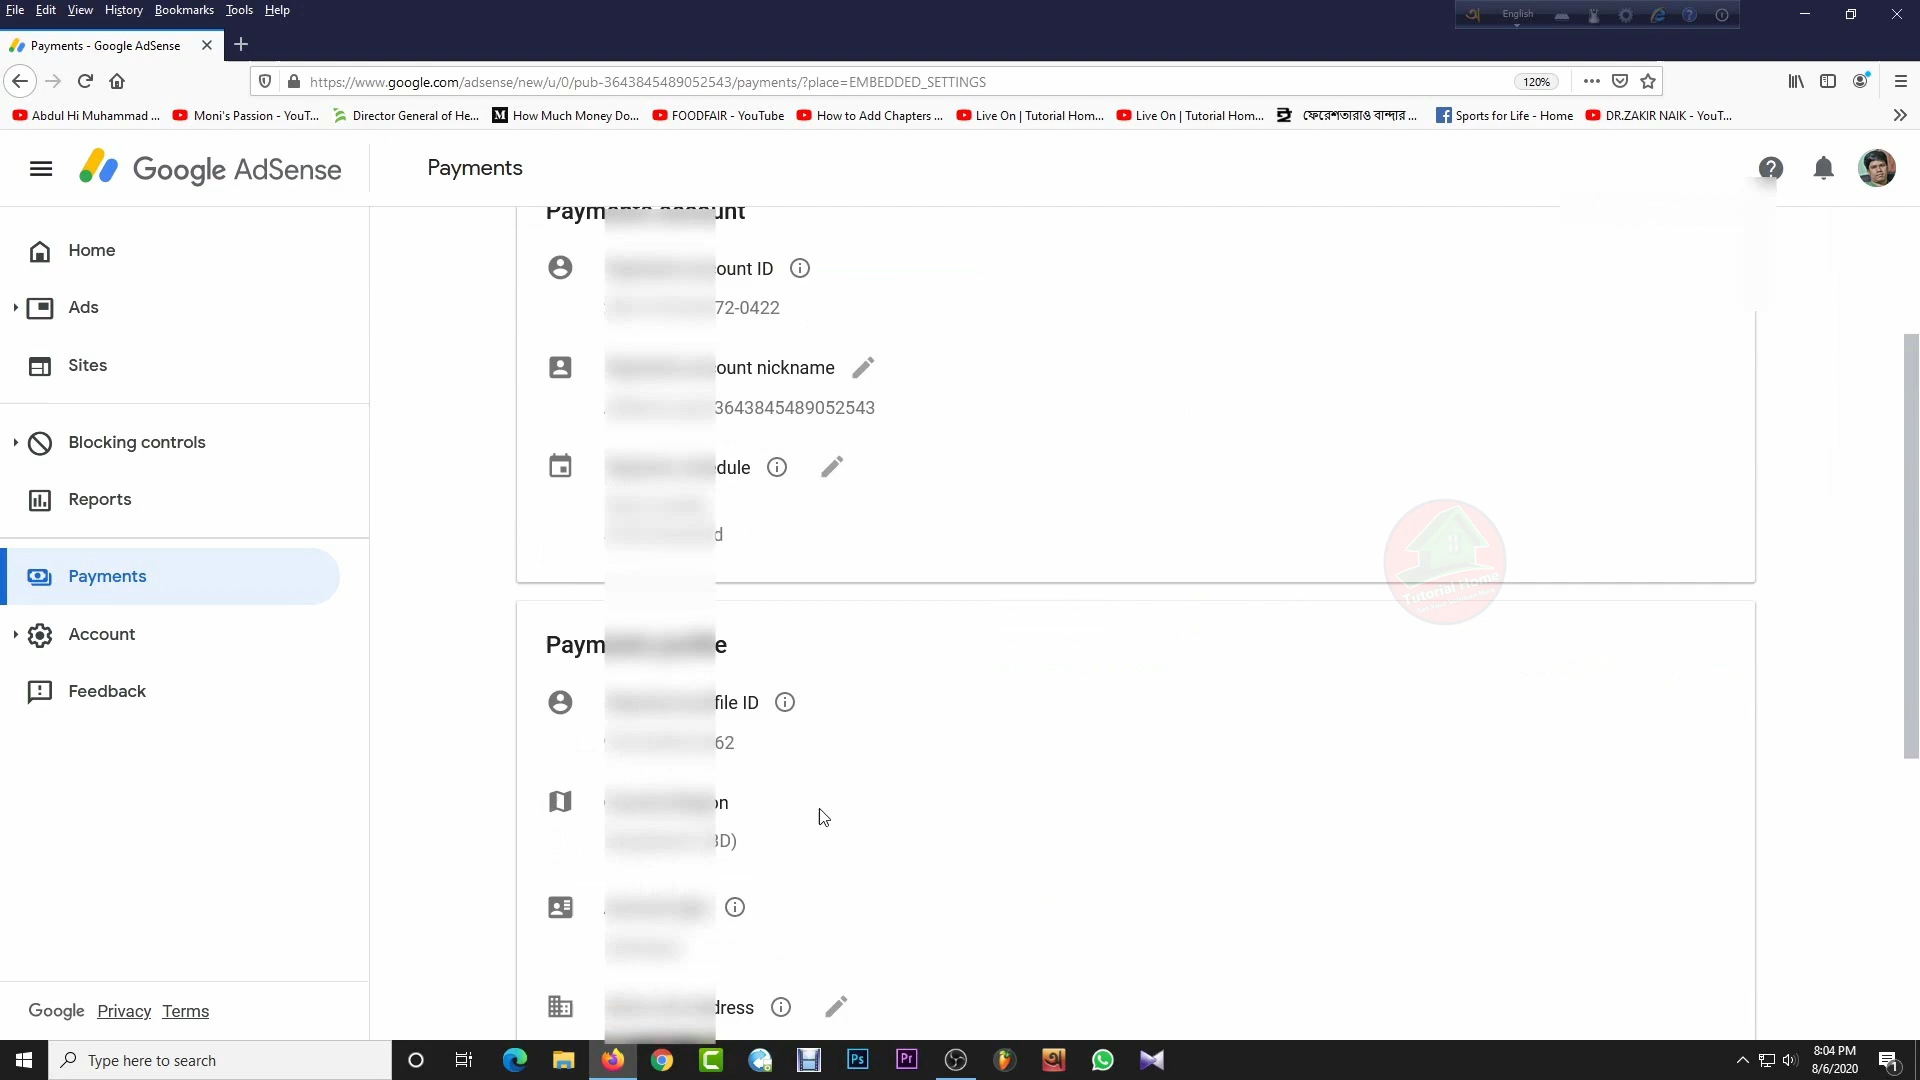 File Edit View History Bookmarks Tools Help
English
Payments - Google AdSense
https://www.google.com/adsense/new/u/0/pub-3643845489052543/payments/?place=EMBEDDED_SETTINGS
120%
Abdul Hi Muhammad ...
Moni's Passion - YouT...
Director General of He...
How Much Money Do...
FOODFAIR - YouTube
How to Add Chapters ...
Live On | Tutorial Hom...
Live On | Tutorial Hom...
ফেরেশতারাও বান্দার ...
Sports for Life - Home
DR.ZAKIR NAIK - YouT...
Google AdSense
Payments
Home
Ads
Sites
Blocking controls
Reports
Payments
Account
Feedback
Google Privacy Terms
ount ID
72-0422
ount nickname
3643845489052543
dule
d
Paym e
file ID
62
on
D)
dress
Tutorial Home
Type here to search
8:04 PM
8/6/2020